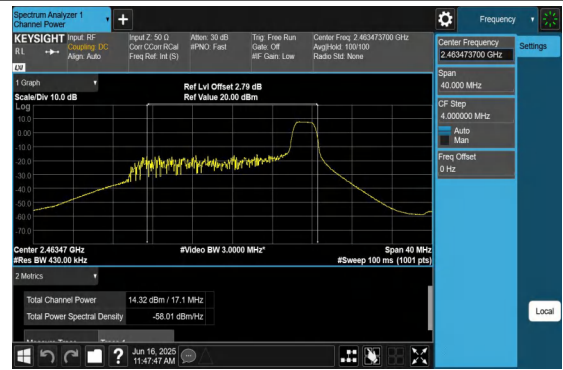 Spectrum Analyzer 1
Channel Power
Frequency
KEYSIGHT
RL
LXI
Input: RF
Coupling: DC
Align: Auto
Input Z: 50 Ω
Corr CCorr RCal
Freq Ref: Int (S)
Atten: 30 dB
#PNO: Fast
Trig: Free Run
Gate: Off
#IF Gain: Low
Center Freq: 2.463473700 GHz
Avg|Hold: 100/100
Radio Std: None
Center Frequency
2.463473700 GHz
Settings
Span
40.000 MHz
CF Step
4.000000 MHz
Auto
Man
Freq Offset
0 Hz
1 Graph
Scale/Div 10.0 dB
Ref Lvl Offset 2.79 dB
Ref Value 20.00 dBm
Log
10.0
0.00
-10.0
-20.0
-30.0
-40.0
-50.0
-60.0
-70.0
Center 2.46347 GHz
#Res BW 430.00 kHz
#Video BW 3.0000 MHz*
Span 40 MHz
#Sweep 100 ms (1001 pts)
2 Metrics
Total Channel Power 14.32 dBm / 17.1 MHz
Total Power Spectral Density -58.01 dBm/Hz
Local
?
Jun 16, 2025
11:47:47 AM